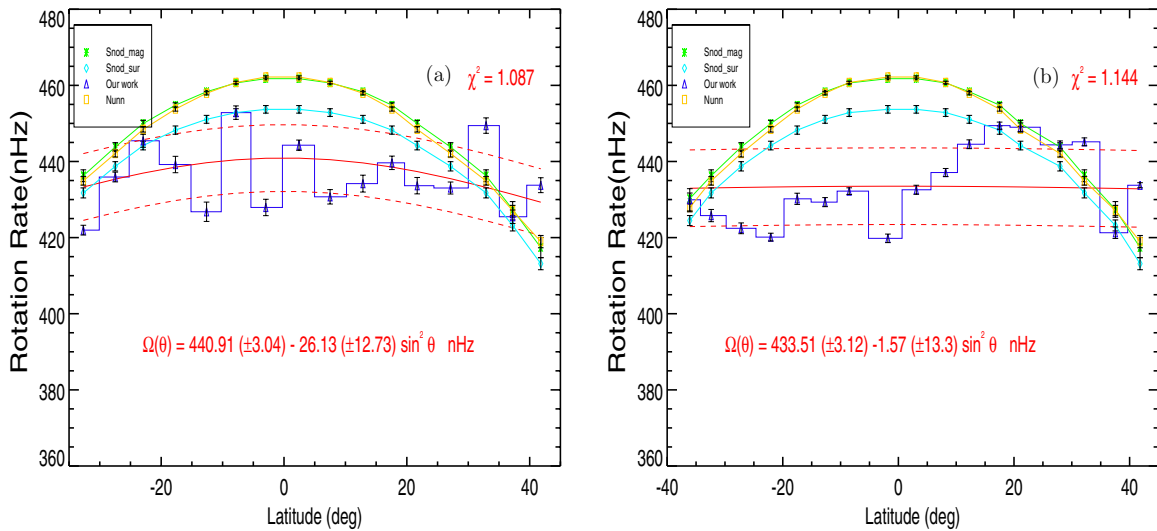 Rotation Rate(nHz)
480
460
440
420
400
380
360
Snod_mag
Snod_sur
Our work
Nunn
(a) χ² = 1.087
Ω(θ) = 440.91 (±3.04) - 26.13 (±12.73) sin² θ nHz
-20 0 20 40
Latitude (deg)
Rotation Rate(nHz)
480
460
440
420
400
380
360
Snod_mag
Snod_sur
Our work
Nunn
(b) χ² = 1.144
Ω(θ) = 433.51 (±3.12) -1.57 (±13.3) sin² θ nHz
-40 -20 0 20 40
Latitude (deg)